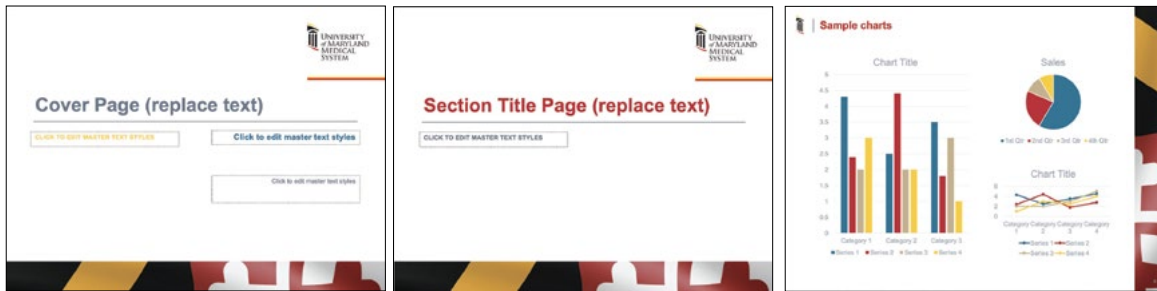 UNIVERSITY
of MARYLAND
MEDICAL
SYSTEM
Cover Page (replace text)
CLICK TO EDIT MASTER TEXT STYLES
Click to edit master text styles
Click to edit master text styles
UNIVERSITY
of MARYLAND
MEDICAL
SYSTEM
Section Title Page (replace text)
CLICK TO EDIT MASTER TEXT STYLES
Sample charts
Chart Title
5
4.5
4
3.5
3
2.5
2
1.5
1
0.5
0
Category 1 Category 2 Category 3
Series 1 Series 2 Series 3 Series 4
Sales
1st Qtr 2nd Qtr 3rd Qtr 4th Qtr
Chart Title
6
4
2
0
Category Category Category Category
1 2 3 4
Series 1 Series 2
Series 3 Series 4